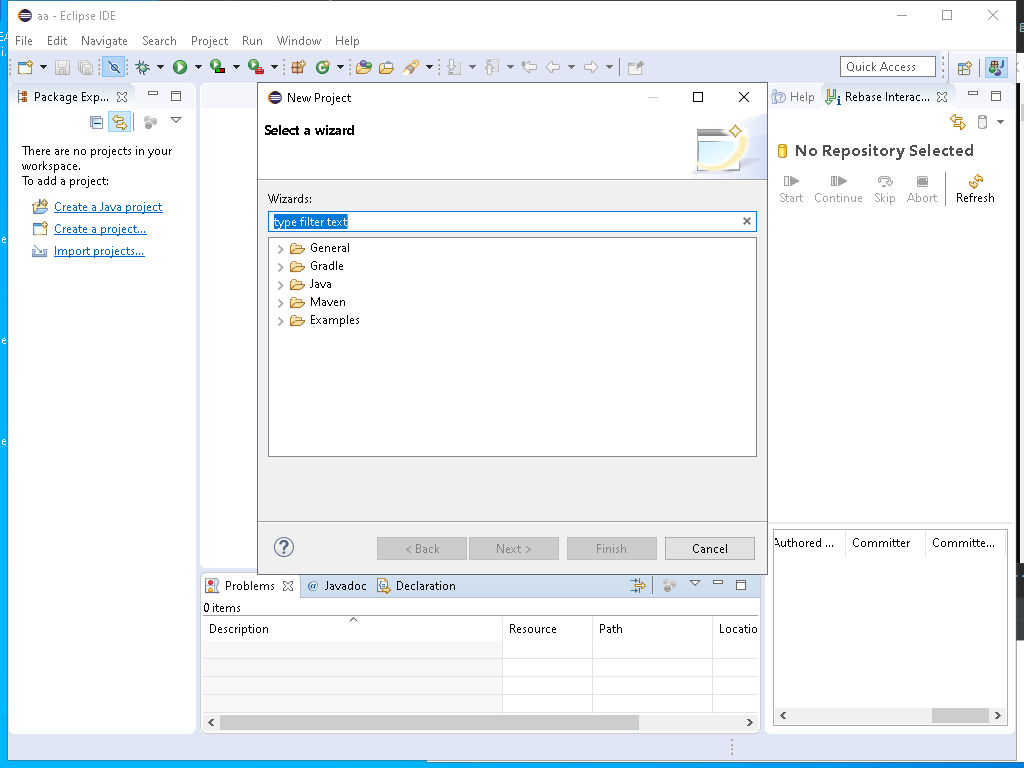 aa - Eclipse IDE
File Edit Navigate Search Project Run Window Help
Quick Access
Package Exp...
There are no projects in your
workspace.
To add a project:
Create a Java project
Create a project...
Import projects...
New Project
Select a wizard
Wizards:
type filter text
General
Gradle
Java
Maven
Examples
< Back Next > Finish Cancel
Help Rebase Interac...
No Repository Selected
Start Continue Skip Abort Refresh
Authored ... Committer Committe...
Problems @ Javadoc Declaration
0 items
Description Resource Path Locatio